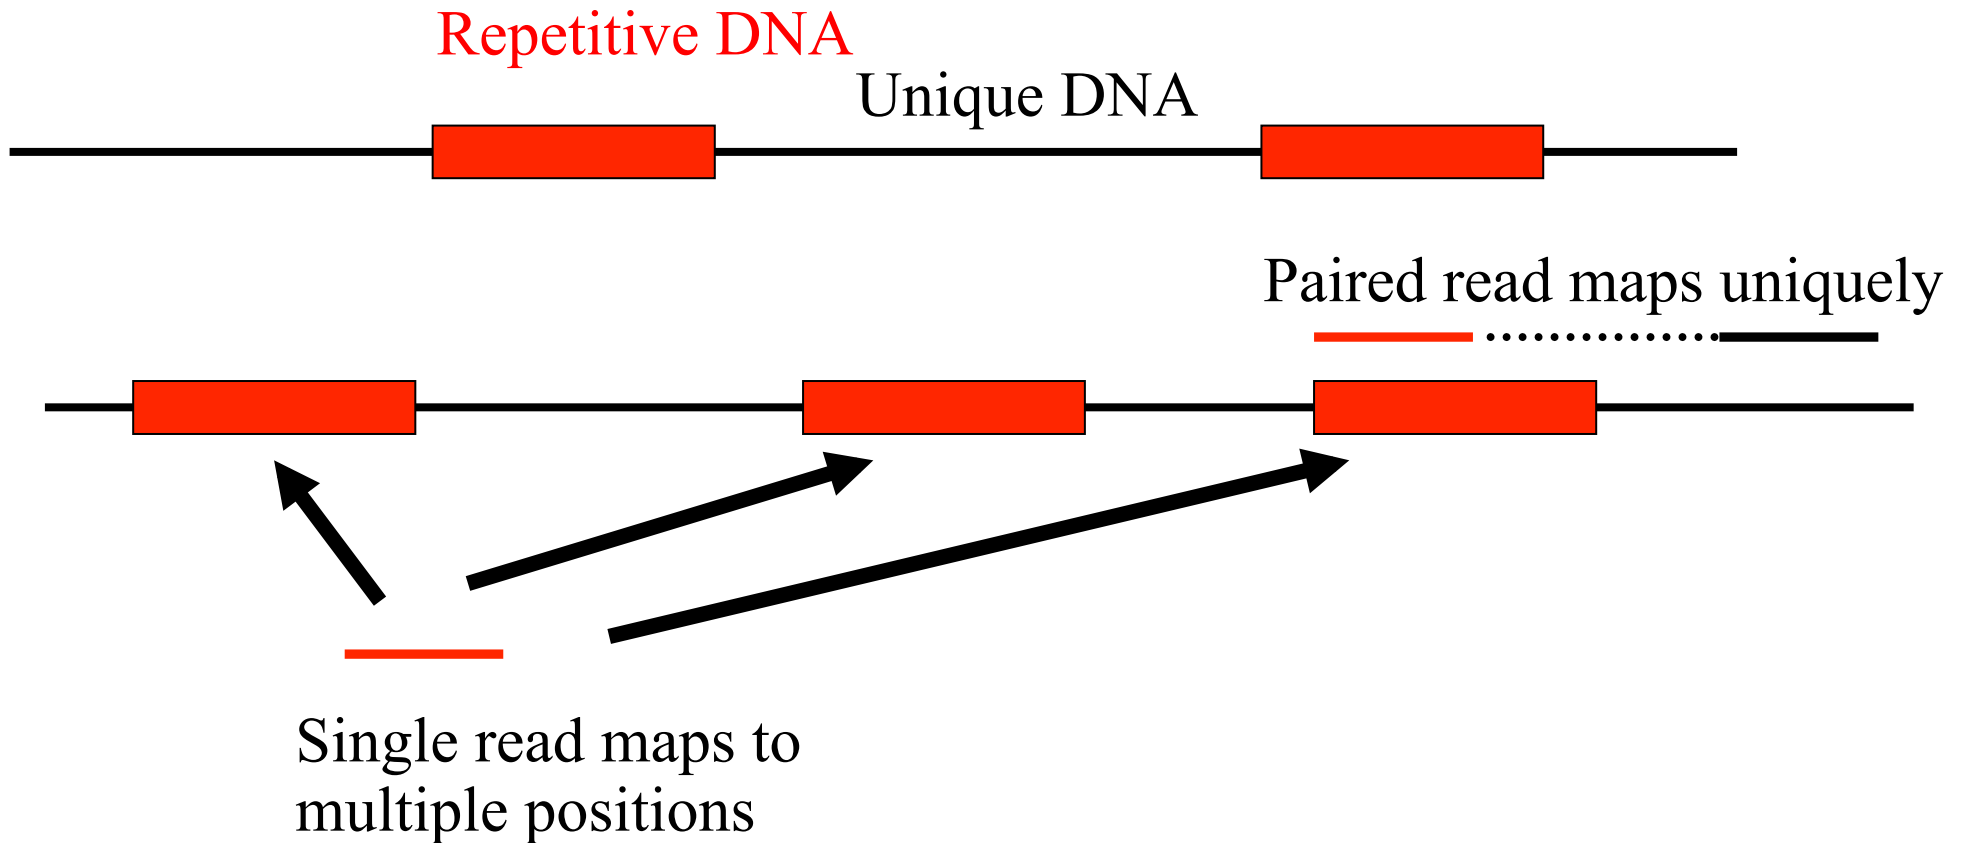 Repetitive DNA
Unique DNA
Paired read maps uniquely
Single read maps to
multiple positions